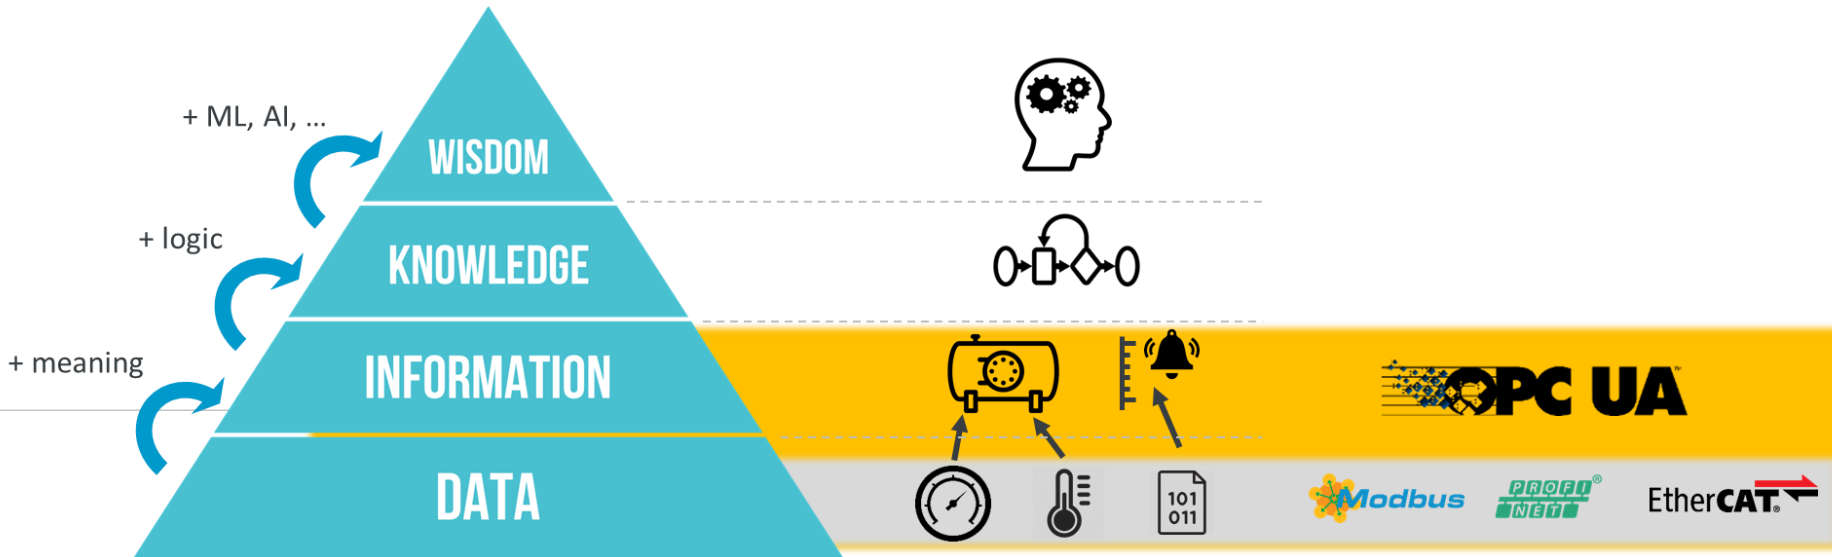 + ML, AI, ...
WISDOM
+ logic
KNOWLEDGE
+ meaning
INFORMATION
OPC UA
DATA
101
011
Modbus
PROFI
NET®
EtherCAT®